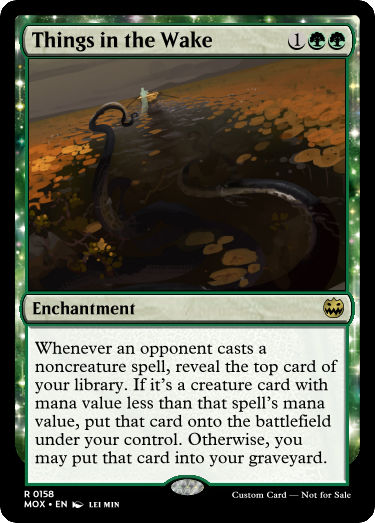 Things in the Wake 1
Enchantment
Whenever an opponent casts a
noncreature spell, reveal the top card of
your library. If it's a creature card with
mana value less than that spell's mana
value, put that card onto the battlefield
under your control. Otherwise, you
may put that card into your graveyard.
R 0158
MOX • EN LEI MIN
Custom Card — Not for Sale